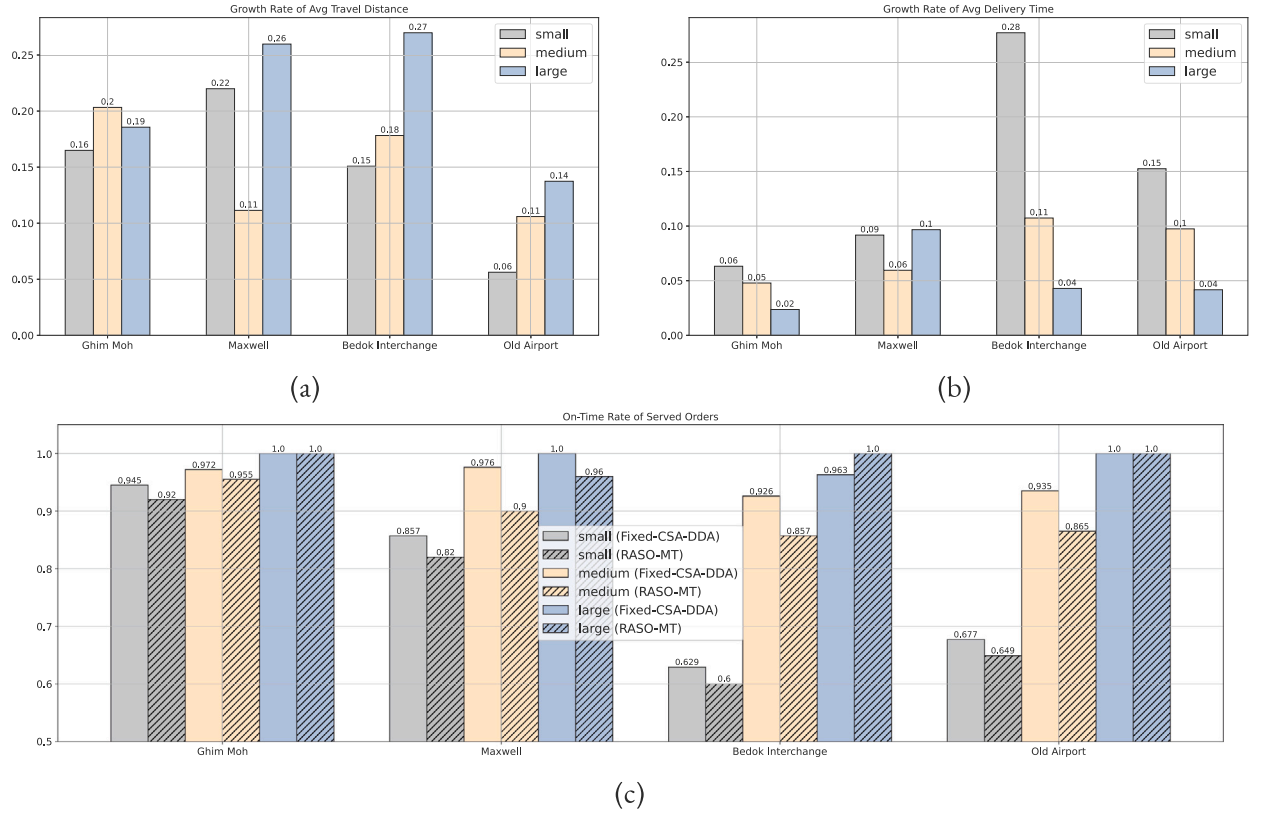 Growth Rate of Avg Travel Distance
small
medium
large
0.25
0.20
0.15
0.10
0.05
0.00
0.16
0.2
0.19
0.22
0.11
0.26
0.15
0.18
0.27
0.06
0.11
0.14
Ghim Moh
Maxwell
Bedok Interchange
Old Airport
(a)
Growth Rate of Avg Delivery Time
small
medium
large
0.25
0.20
0.15
0.10
0.05
0.00
0.06
0.05
0.02
0.09
0.06
0.1
0.28
0.11
0.04
0.15
0.1
0.04
Ghim Moh
Maxwell
Bedok Interchange
Old Airport
(b)
On-Time Rate of Served Orders
1.0
0.9
0.8
0.7
0.6
0.5
0.945
0.92
0.972
0.955
1.0
1.0
0.857
0.82
0.976
0.9
1.0
0.96
0.629
0.6
0.926
0.857
0.963
1.0
0.677
0.649
0.935
0.865
1.0
1.0
small (Fixed-CSA-DDA)
small (RASO-MT)
medium (Fixed-CSA-DDA)
medium (RASO-MT)
large (Fixed-CSA-DDA)
large (RASO-MT)
Ghim Moh
Maxwell
Bedok Interchange
Old Airport
(c)